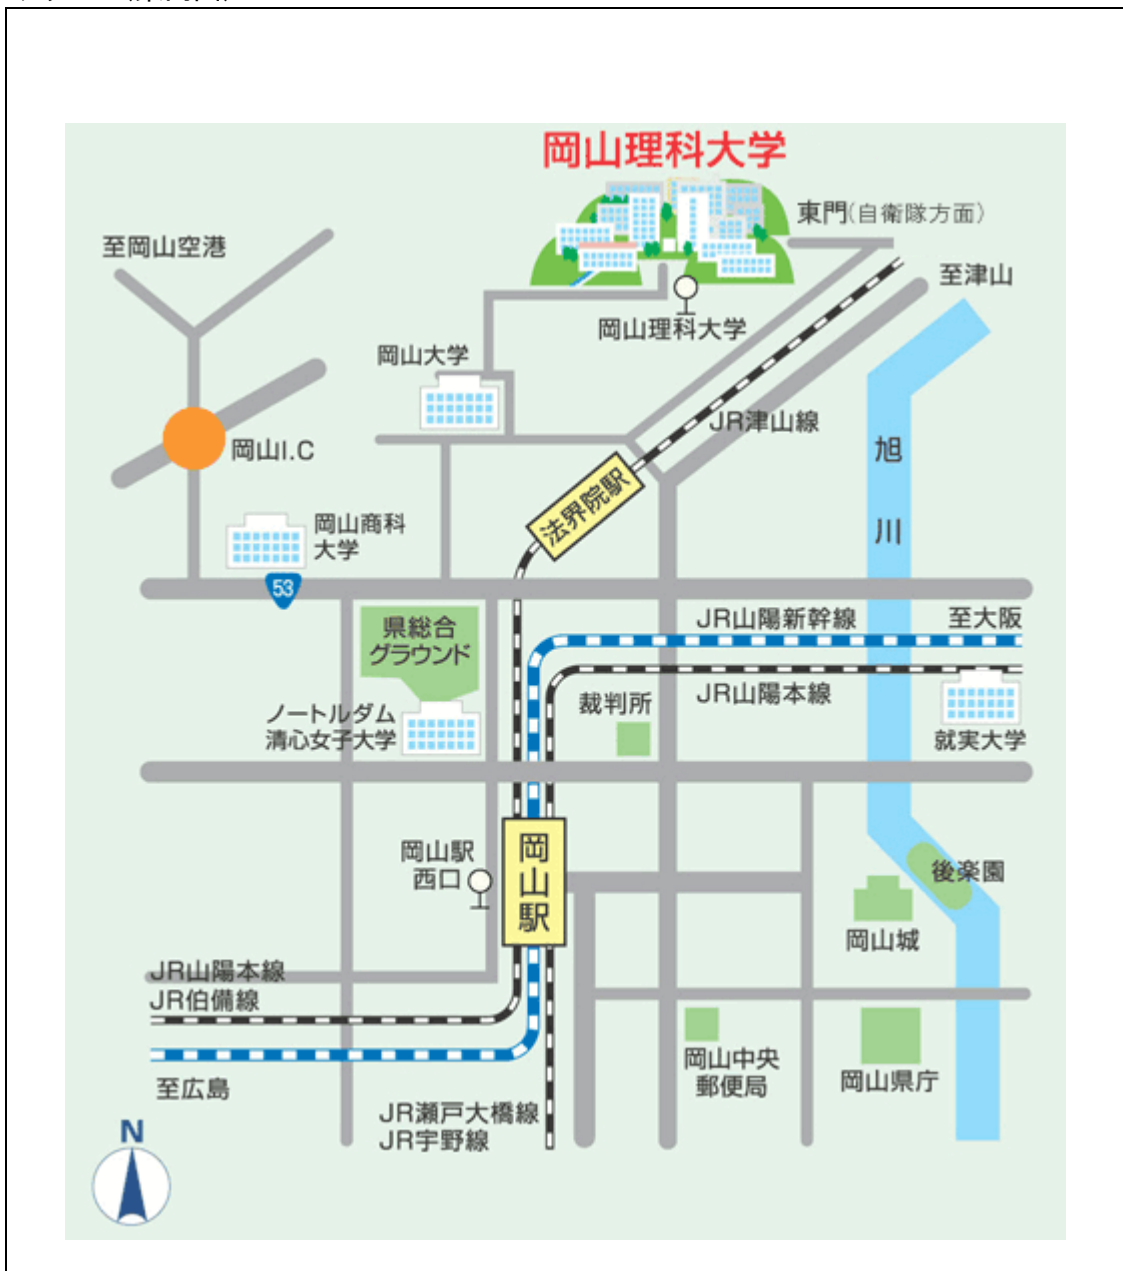 岡山理科大学
東門(自衛隊方面)
至岡山空港
至津山
岡山理科大学
岡山大学
JR津山線
岡山I.C
旭川
法界院駅
岡山商科
大学
53
県総合
グラウンド
JR山陽新幹線
至大阪
JR山陽本線
裁判所
ノートルダム
清心女子大学
就実大学
岡山駅
西口
岡山駅
後楽園
岡山城
JR山陽本線
JR伯備線
岡山中央
郵便局
岡山県庁
至広島
JR瀬戸大橋線
JR宇野線
N